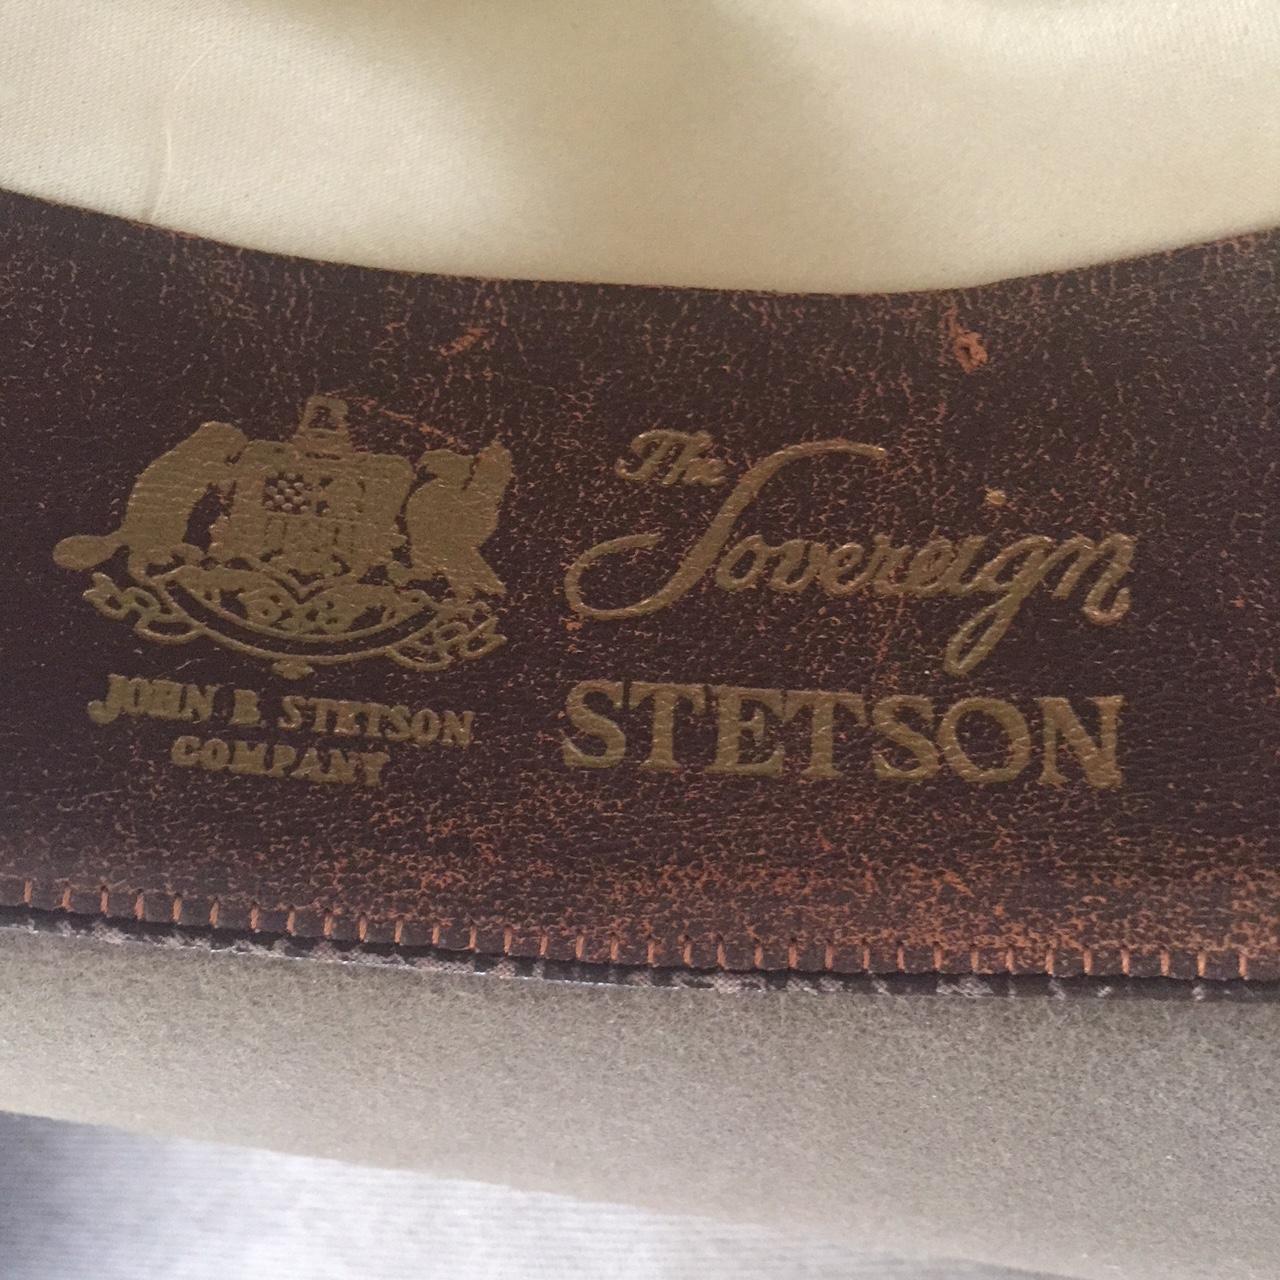 JOHN B. STETSON
COMPANY
The
Sovereign
STETSON